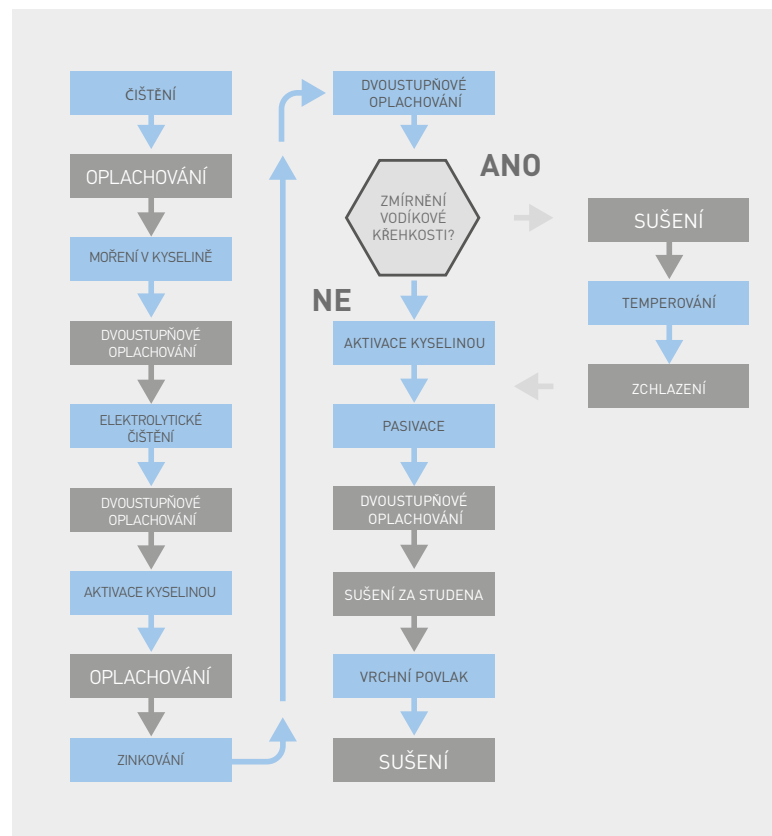 ČIŠTĚNÍ
OPLACHOVÁNÍ
MOŘENÍ V KYSELINĚ
DVOUSTUPŇOVÉ
OPLACHOVÁNÍ
ELEKTROLYTICKÉ
ČIŠTĚNÍ
DVOUSTUPŇOVÉ
OPLACHOVÁNÍ
AKTIVACE KYSELINOU
OPLACHOVÁNÍ
ZINKOVÁNÍ
DVOUSTUPŇOVÉ
OPLACHOVÁNÍ
ZMÍRNĚNÍ
VODÍKOVÉ
KŘEHKOSTI?
ANO
SUŠENÍ
TEMPEROVÁNÍ
ZCHLAZENÍ
NE
AKTIVACE KYSELINOU
PASIVACE
DVOUSTUPŇOVÉ
OPLACHOVÁNÍ
SUŠENÍ ZA STUDENA
VRCHNÍ POVLAK
SUŠENÍ